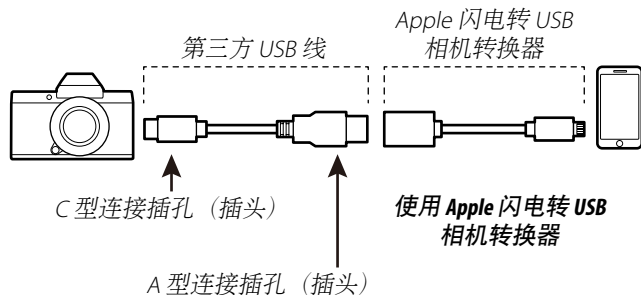 第三方 USB 线
Apple 闪电转 USB
相机转换器
C 型连接插孔（插头）
使用 Apple 闪电转 USB
相机转换器
A 型连接插孔（插头）